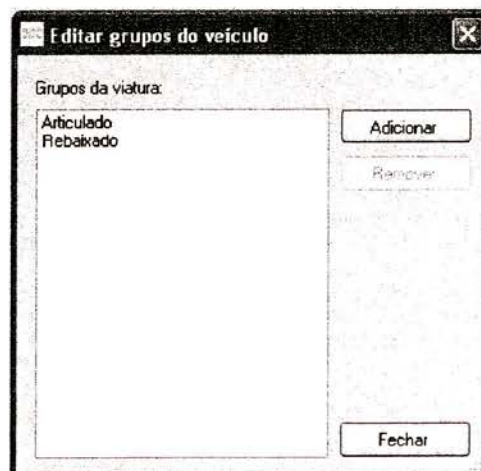 Editar grupos do veículo
Grupos da viatura:
Articulado
Rebaixado
Adicionar
Remover
Fechar